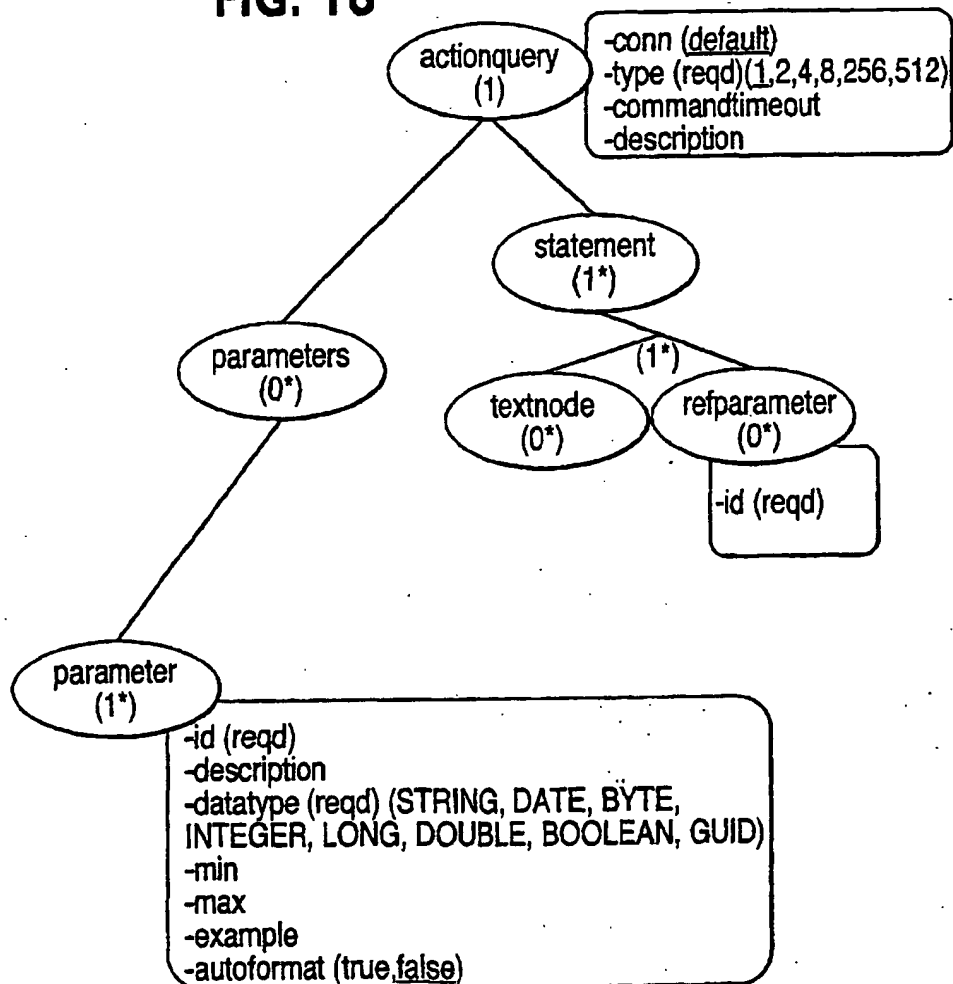 FIG. 18
actionquery
(1)
-conn (default)
-type (reqd)(1,2,4,8,256,512)
-commandtimeout
-description
statement
(1*)
parameters
(0*)
(1*)
textnode
(0*)
refparameter
(0*)
-id (reqd)
parameter
(1*)
-id (reqd)
-description
-datatype (reqd) (STRING, DATE, BYTE,
INTEGER, LONG, DOUBLE, BOOLEAN, GUID)
-min
-max
-example
-autoformat (true,false)